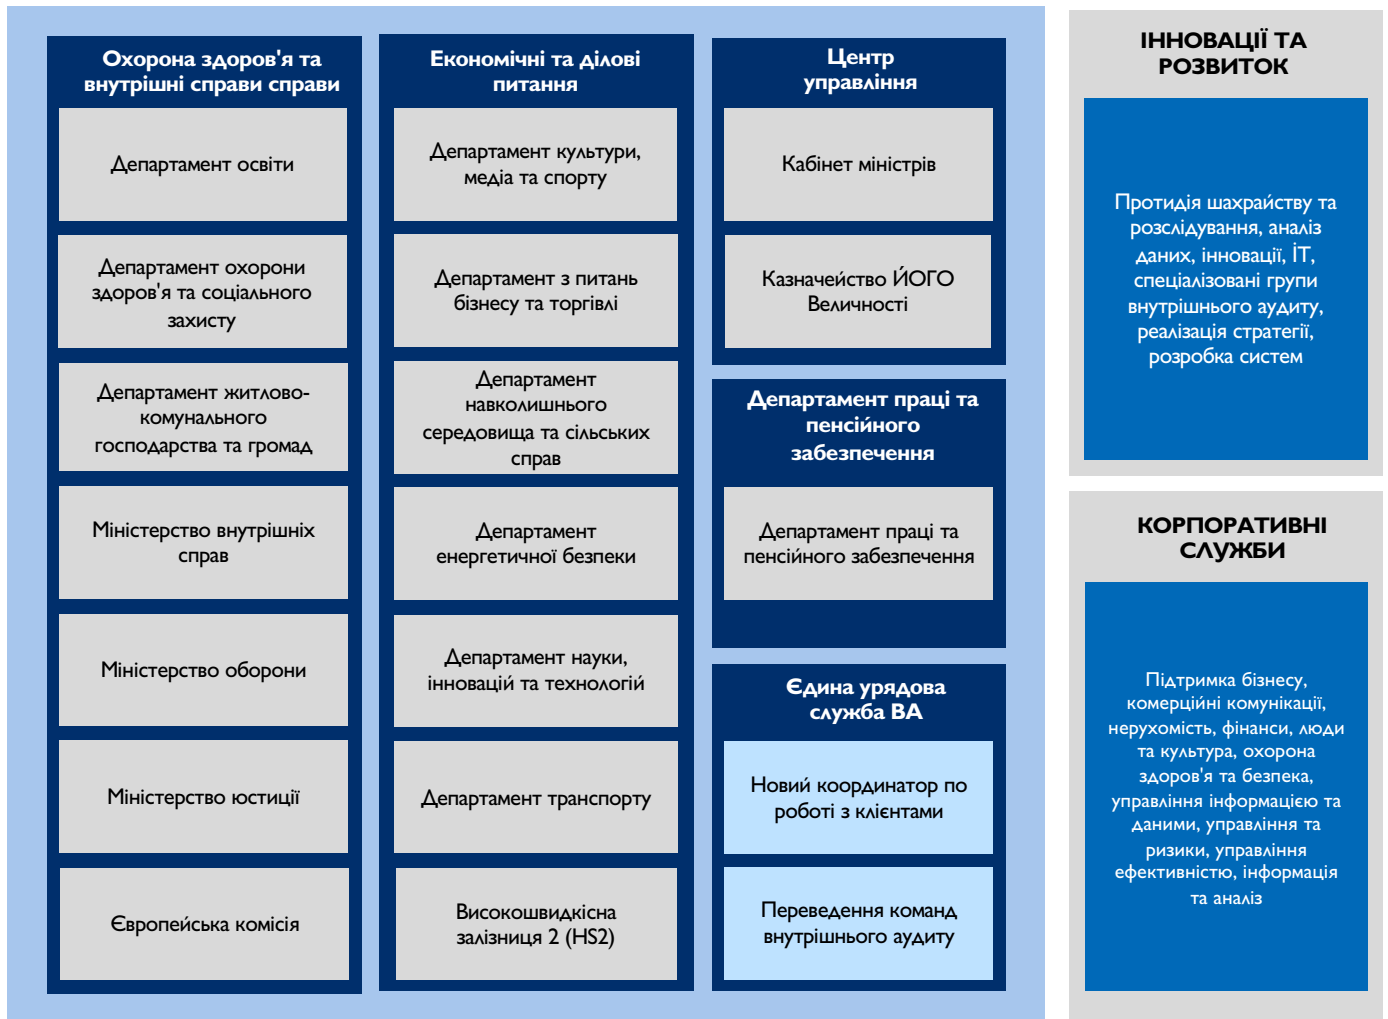 Охорона здоров'я та
внутрішні справи справи
Департамент освіти
Департамент охорони
здоров'я та соціального
захисту
Департамент житлово-
комунального
господарства та громад
Міністерство внутрішніх
справ
Міністерство оборони
Міністерство юстиції
Європейська комісія
Економічні та ділові
питання
Департамент культури,
медіа та спорту
Департамент з питань
бізнесу та торгівлі
Департамент
навколишнього
середовища та сільських
справ
Департамент
енергетичної безпеки
Департамент науки,
інновацій та технологій
Департамент транспорту
Високошвидкісна
залізниця 2 (HS2)
Центр
управління
Кабінет міністрів
Казначейство ЙОГО
Величності
Департамент праці та
пенсійного
забезпечення
Департамент праці та
пенсійного забезпечення
Єдина урядова
служба ВА
Новий координатор по
роботі з клієнтами
Переведення команд
внутрішнього аудиту
ІННОВАЦІЇ ТА
РОЗВИТОК
Протидія шахрайству та
розслідування, аналіз
даних, інновації, ІТ,
спеціалізовані групи
внутрішнього аудиту,
реалізація стратегії,
розробка систем
КОРПОРАТИВНІ
СЛУЖБИ
Підтримка бізнесу,
комерційні комунікації,
нерухомість, фінанси, люди
та культура, охорона
здоров'я та безпека,
управління інформацією та
даними, управління та
ризики, управління
ефективністю, інформація
та аналіз